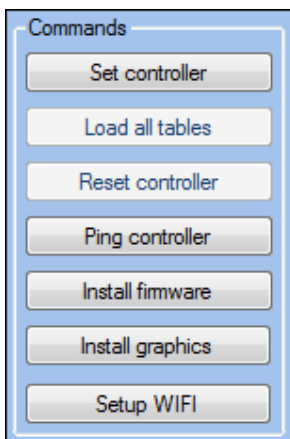 Commands
Set controller
Load all tables
Reset controller
Ping controller
Install firmware
Install graphics
Setup WIFI